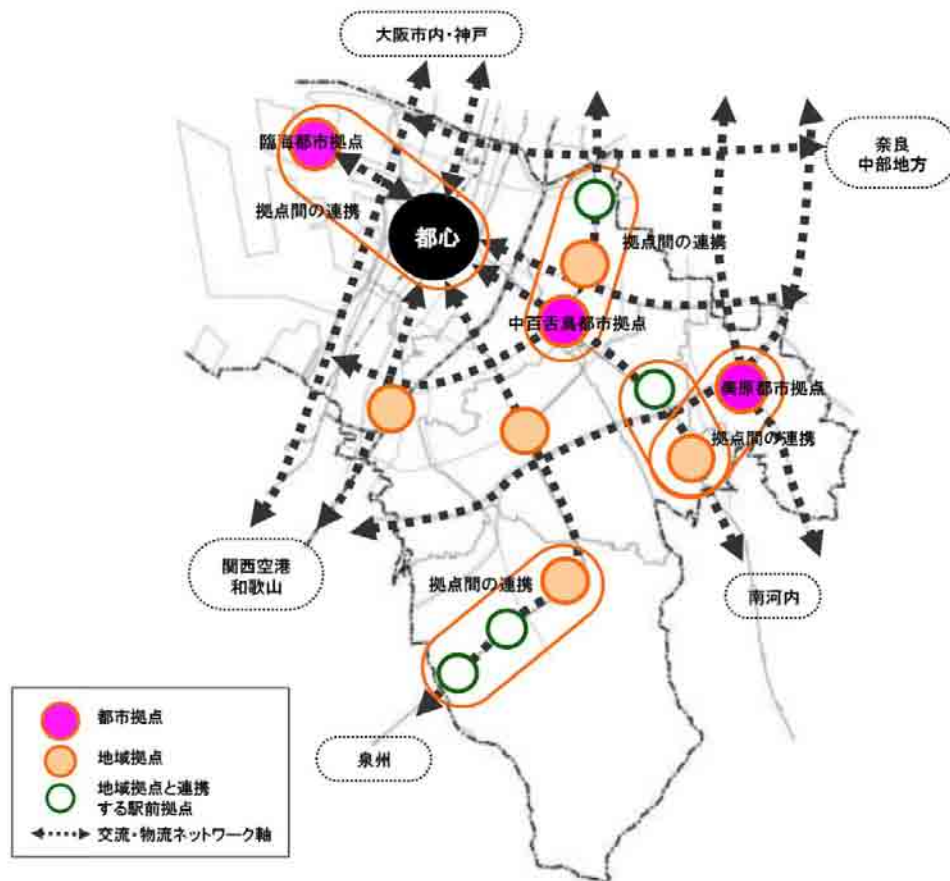 大阪市内・神戸
臨海都市拠点
奈良
中部地方
拠点間の連携
都心
拠点間の連携
中百舌鳥都市拠点
美原都市拠点
拠点間の連携
関西空港
和歌山
拠点間の連携
南河内
泉州
都市拠点
地域拠点
地域拠点と連携
する駅前拠点
交流・物流ネットワーク軸